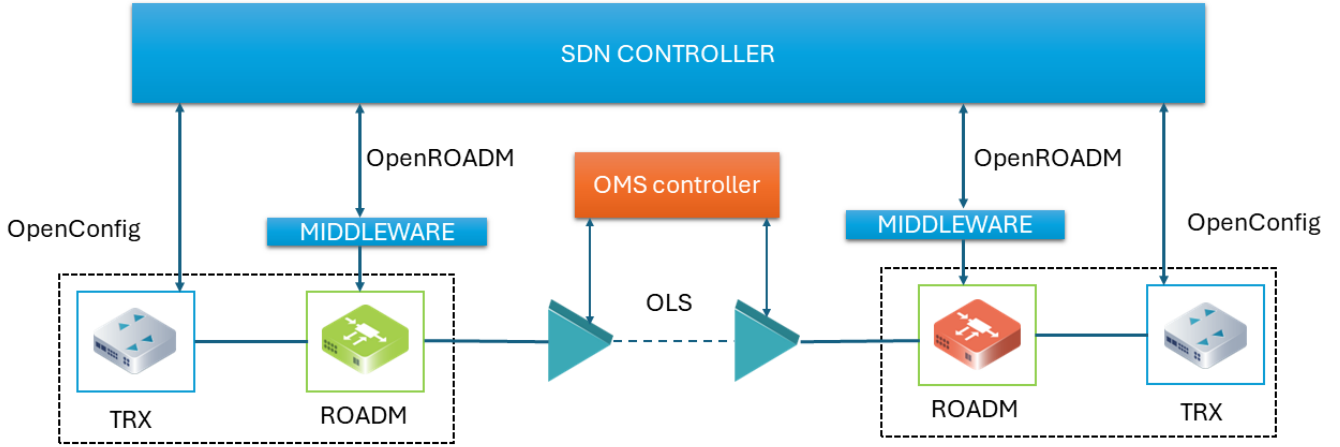 SDN CONTROLLER
OpenROADM
OpenROADM
OMS controller
MIDDLEWARE
MIDDLEWARE
OpenConfig
OpenConfig
OLS
TRX
ROADM
ROADM
TRX